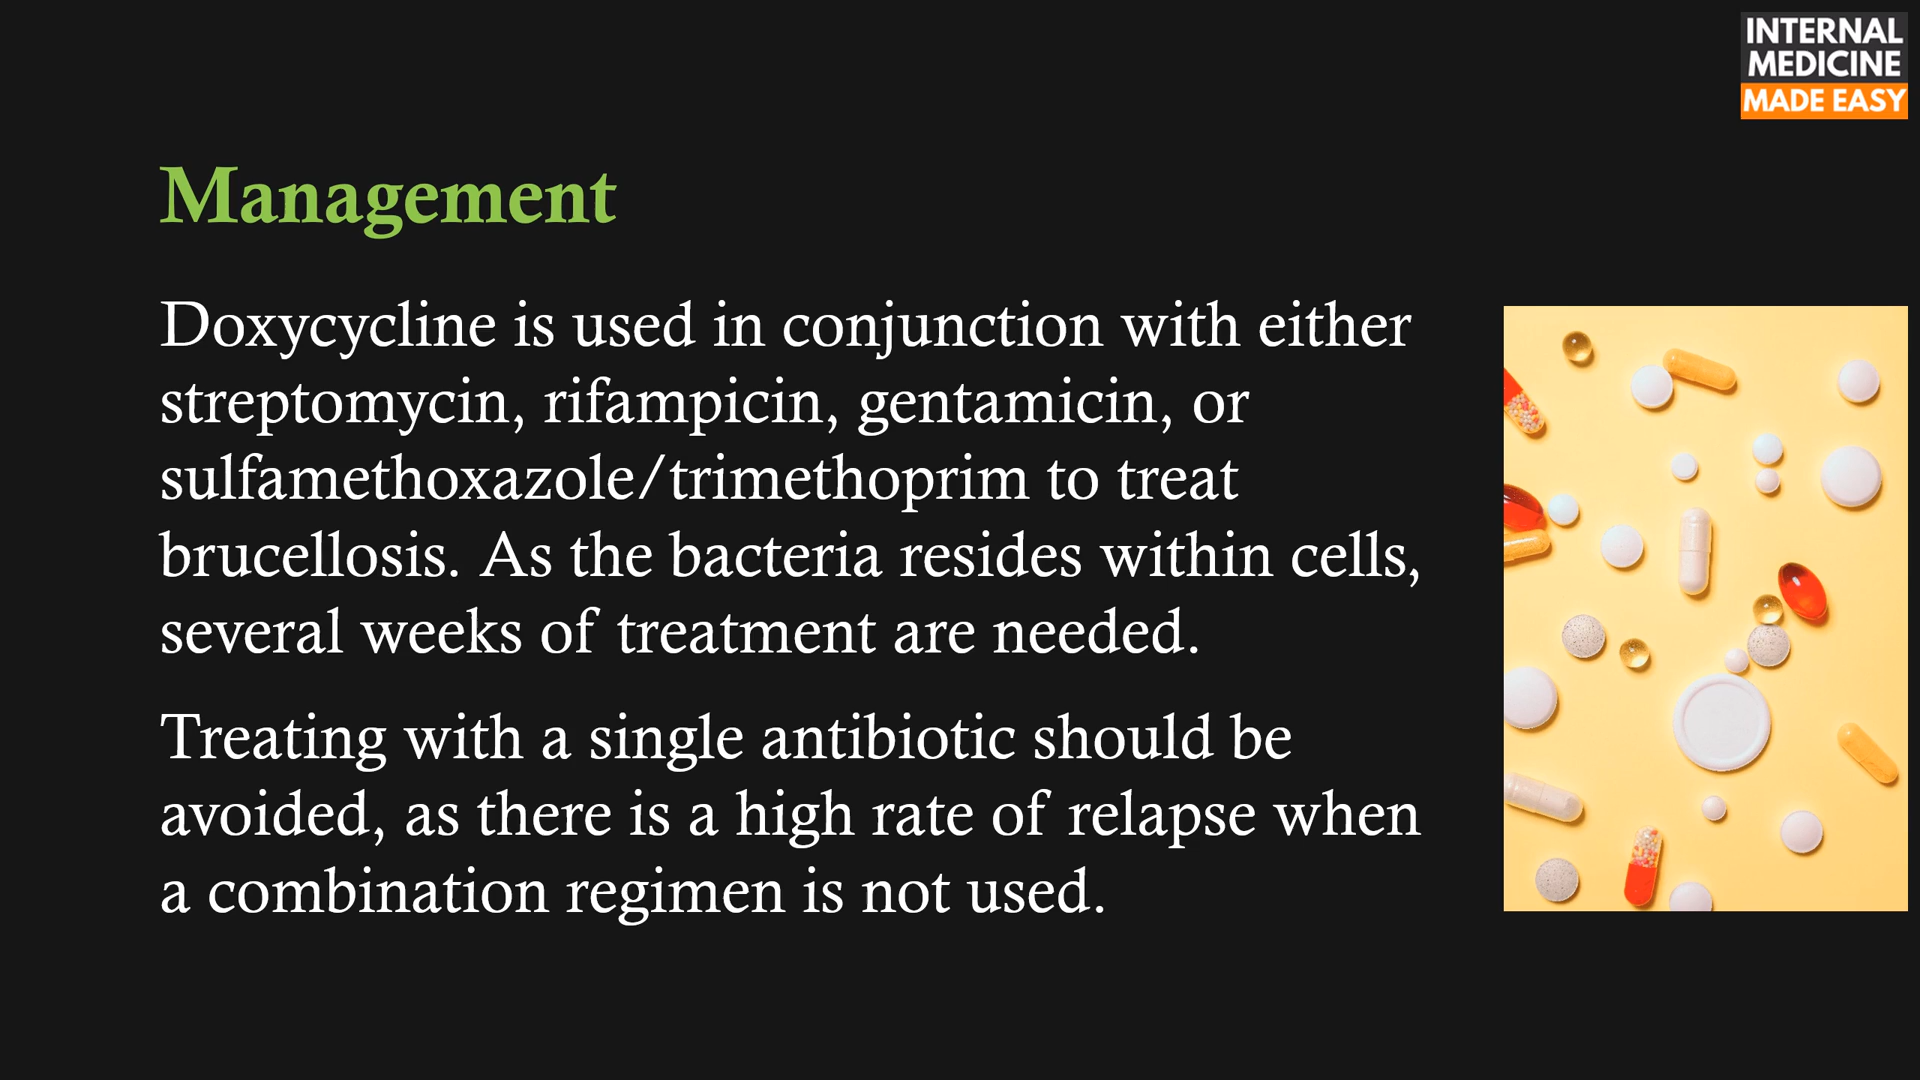 INTERNAL
MEDICINE
MADE EASY
Management
Doxycycline is used in conjunction with either
streptomycin, rifampicin, gentamicin, or
sulfamethoxazole/trimethoprim to treat
brucellosis. As the bacteria resides within cells,
several weeks of treatment are needed.
Treating with a single antibiotic should be
avoided, as there is a high rate of relapse when
a combination regimen is not used.